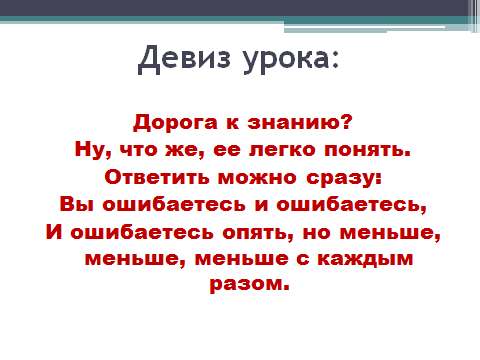 Девиз урока:
Дорога к знанию?
Ну, что же, ее легко понять.
Ответить можно сразу:
Вы ошибаетесь и ошибаетесь,
И ошибаетесь опять, но меньше,
меньше, меньше с каждым
разом.